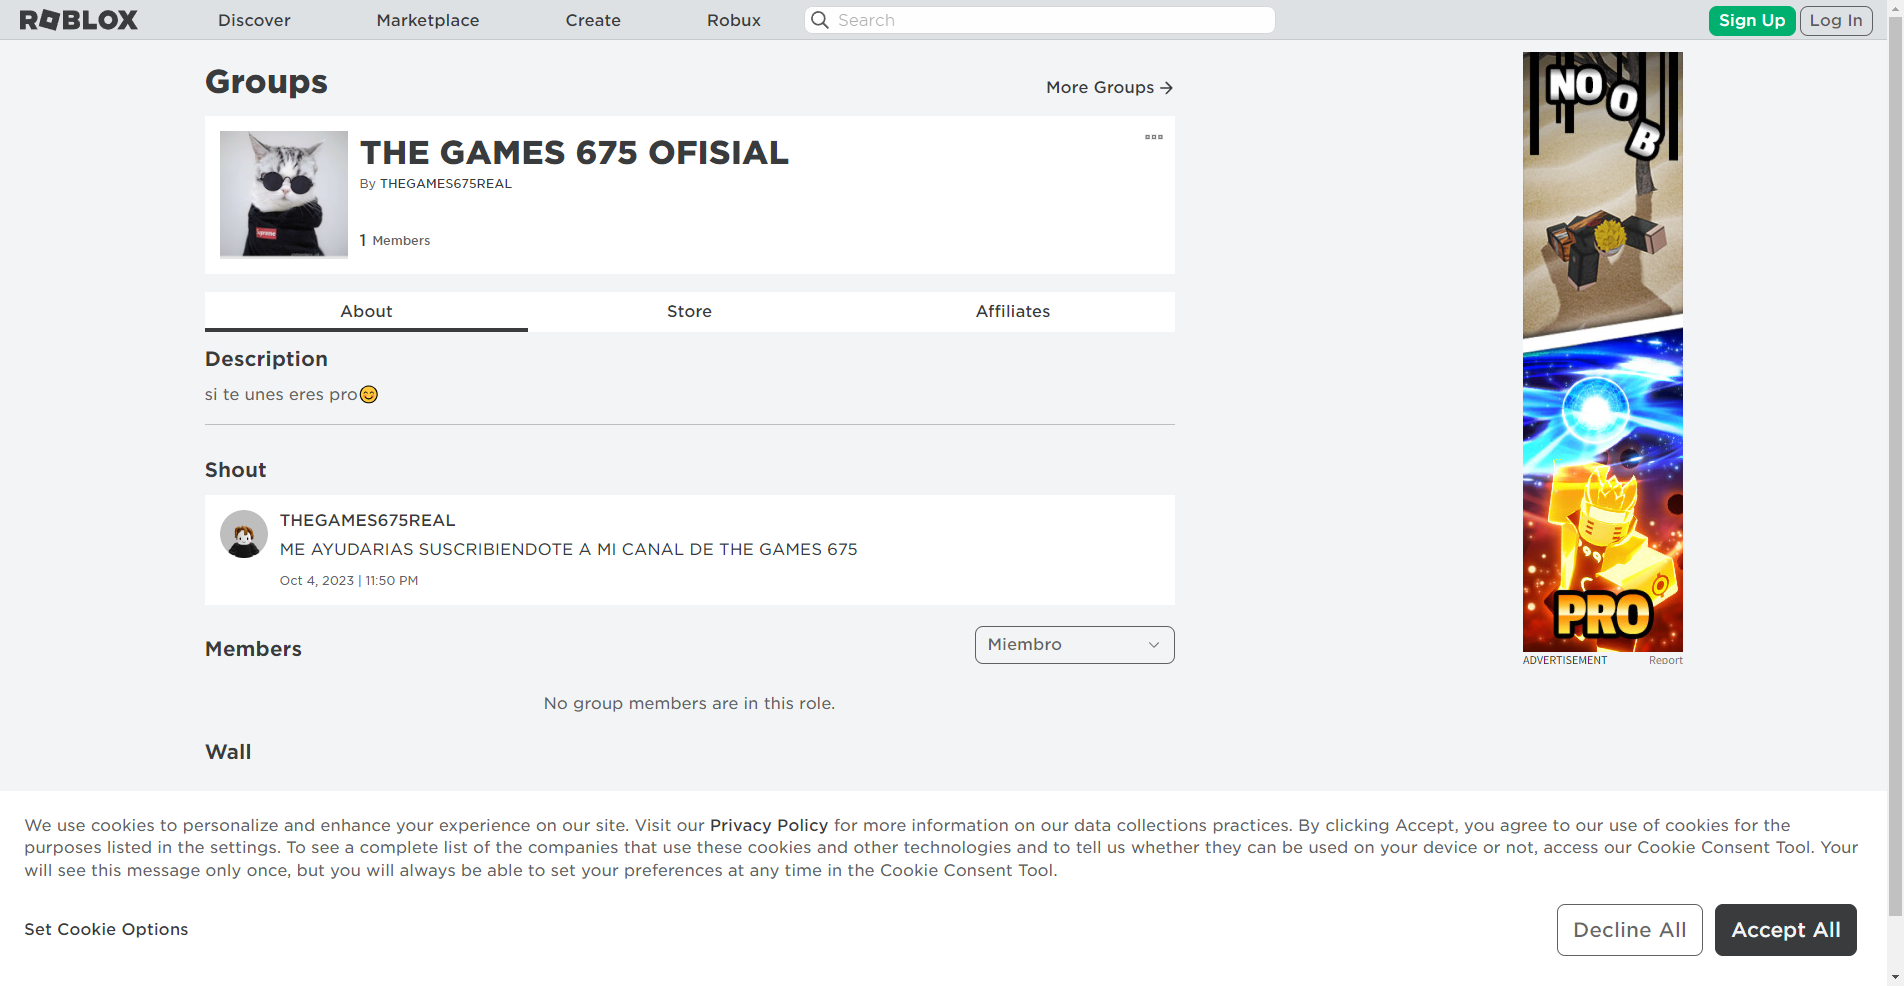 ROBLOX
Discover
Marketplace
Create
Robux
Search
Sign Up
Log In
Groups
More Groups
THE GAMES 675 OFISIAL
By THEGAMES675REAL
1 Members
About
Store
Affiliates
Description
si te unes eres pro😊
Shout
THEGAMES675REAL
ME AYUDARIAS SUSCRIBIENDOTE A MI CANAL DE THE GAMES 675
Oct 4, 2023 | 11:50 PM
Members
Miembro
No group members are in this role.
Wall
NOOB
PRO
ADVERTISEMENT
Report
We use cookies to personalize and enhance your experience on our site. Visit our Privacy Policy for more information on our data collections practices. By clicking Accept, you agree to our use of cookies for the
purposes listed in the settings. To see a complete list of the companies that use these cookies and other technologies and to tell us whether they can be used on your device or not, access our Cookie Consent Tool. Your
will see this message only once, but you will always be able to set your preferences at any time in the Cookie Consent Tool.
Set Cookie Options
Decline All
Accept All